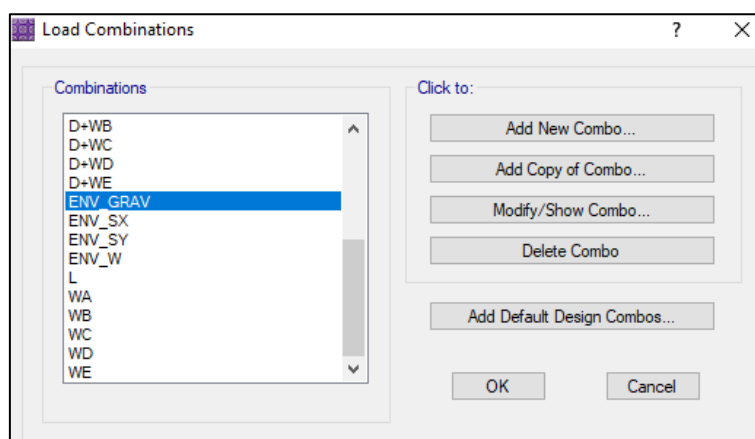 Load Combinations
?
Combinations
D+WB
D+WC
D+WD
D+WE
ENV_GRAV
ENV_SX
ENV_SY
ENV_W
L
WA
WB
WC
WD
WE
Click to:
Add New Combo...
Add Copy of Combo...
Modify/Show Combo...
Delete Combo
Add Default Design Combos...
OK
Cancel